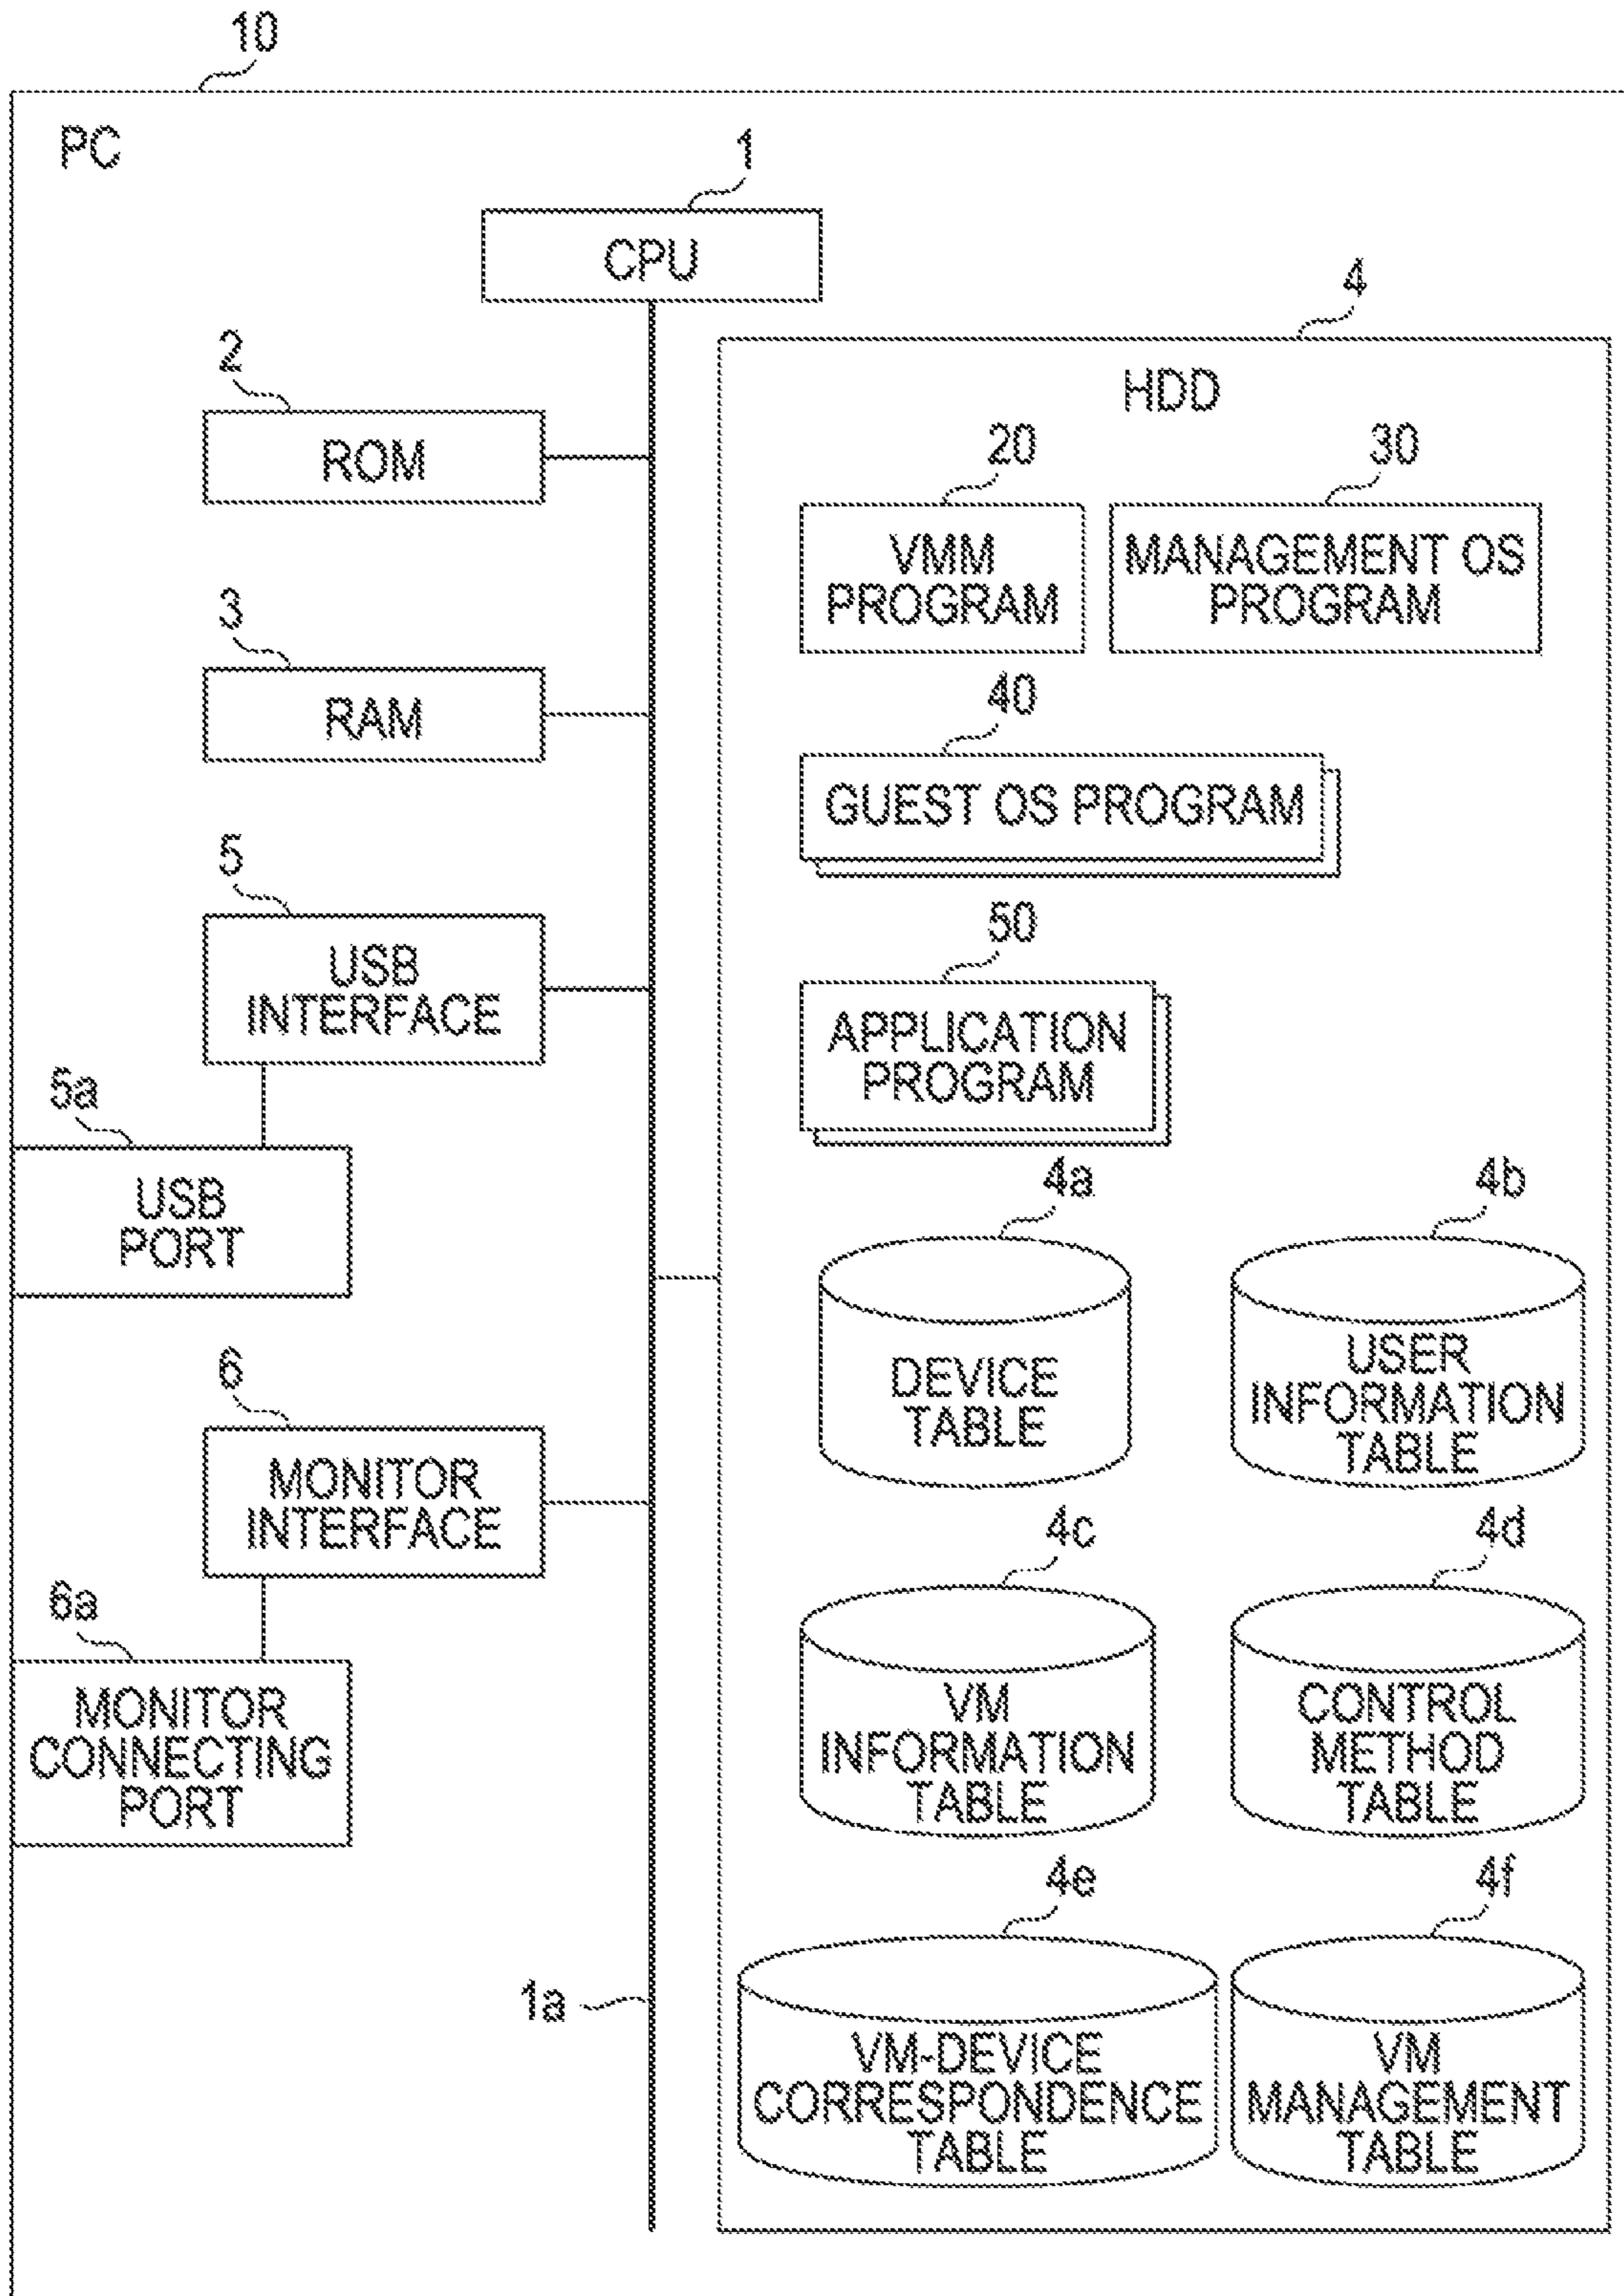 10
PC
1
CPU
4
HDD
2
ROM
20
30
VMM
PROGRAM
MANAGEMENT OS
PROGRAM
3
RAM
40
GUEST OS PROGRAM
5
USB
INTERFACE
50
APPLICATION
PROGRAM
5a
USB
PORT
4a
DEVICE
TABLE
4b
USER
INFORMATION
TABLE
6
MONITOR
INTERFACE
4c
VM
INFORMATION
TABLE
4d
CONTROL
METHOD
TABLE
6a
MONITOR
CONNECTING
PORT
4e
VM-DEVICE
CORRESPONDENCE
TABLE
4f
VM
MANAGEMENT
TABLE
1a